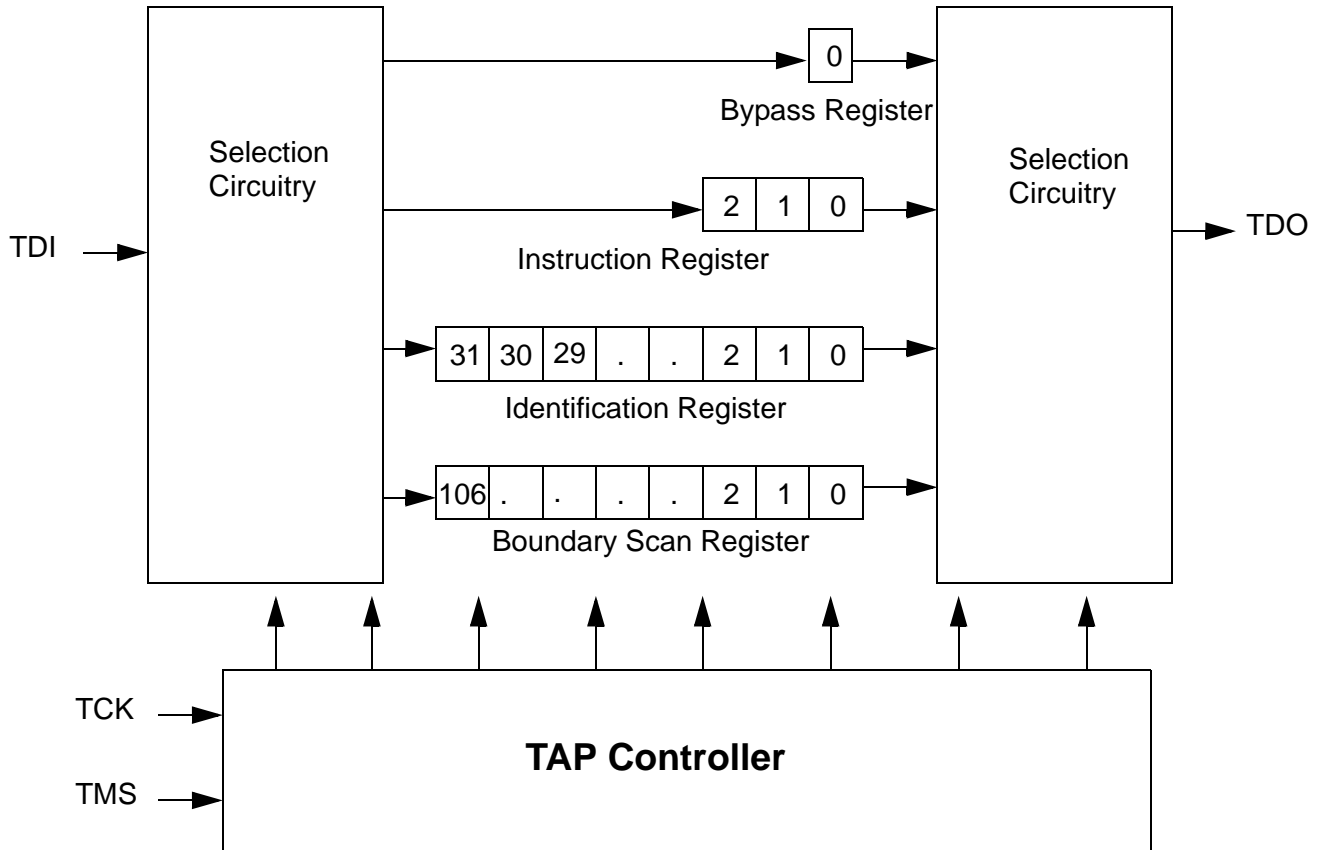 0
Bypass Register
Selection
Circuitry
Selection
Circuitry
2 1 0
TDI
TDO
Instruction Register
31 30 29 . . 2 1 0
Identification Register
106 . . . . 2 1 0
Boundary Scan Register
TCK
TAP Controller
TMS